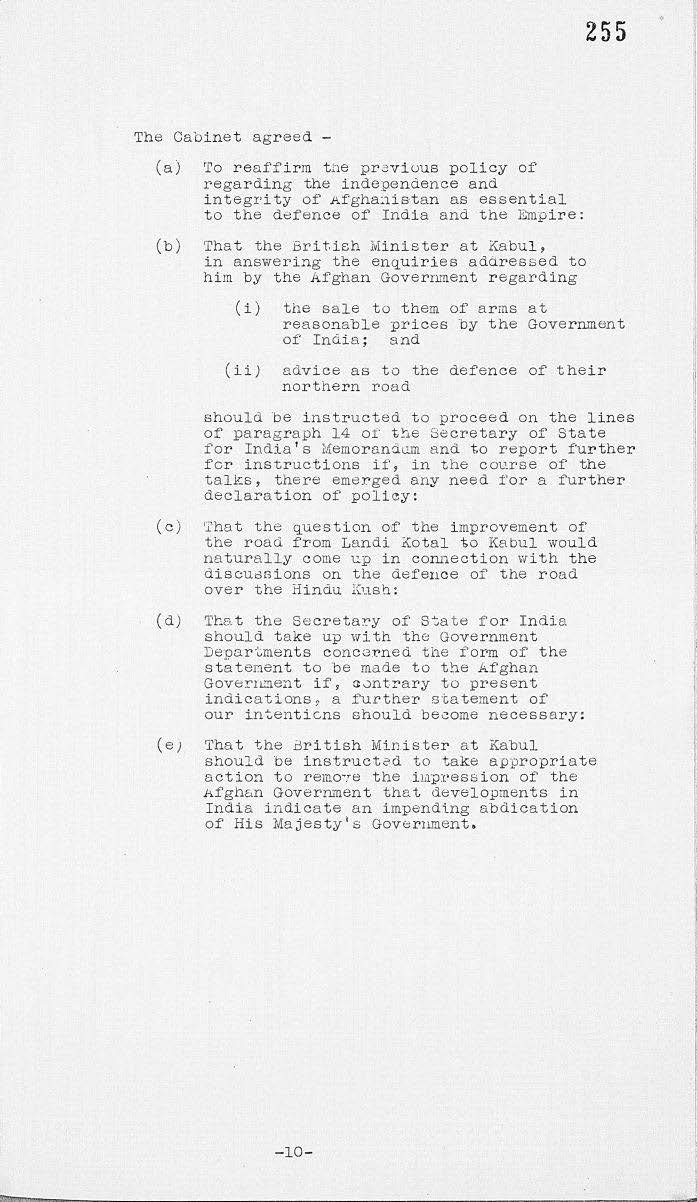 255
The Cabinet agreed -
(a) To reaffirm the previous policy of
regarding the independence and
integrity of Afghanistan as essential
to the defence of India and the Empire:
(b) That the British Minister at Kabul,
in answering the enquiries addressed to
him by the Afghan Government regarding
(i) the sale to them of arms at
reasonable prices by the Government
of India; and
(ii) advice as to the defence of their
northern road
should be instructed to proceed on the lines
of paragraph 14 of the Secretary of State
for India's Memorandum and to report further
for instructions if, in the course of the
talks, there emerged any need for a further
declaration of policy:
(c) That the question of the improvement of
the road from Landi Kotal to Kabul would
naturally come up in connection with the
discussions on the defence of the road
over the Hindu Kush:
(d) That the Secretary of State for India
should take up with the Government
Departments concerned the form of the
statement to be made to the Afghan
Government if, contrary to present
indications, a further statement of
our intentions should become necessary:
(e) That the British Minister at Kabul
should be instructed to take appropriate
action to remove the impression of the
Afghan Government that developments in
India indicate an impending abdication
of His Majesty's Government.
-10-